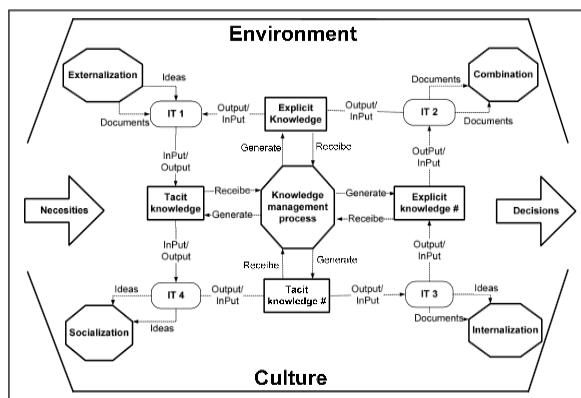 Environment
Externalization
Ideas
Documents
IT 1
Output/
InPut
Explicit
Knowledge
Output/
InPut
IT 2
Documents
Documents
Combination
Generate
Receibe
InPut/
Output
OutPut/
InPut
Necesities
Tacit
knowledge
Receibe
Generate
Knowledge
management
process
Generate
Receibe
Explicit
knowledge #
Decisions
InPut/
Output
Receihe
Generate
Output/
InPut
Ideas
Ideas
IT 4
Output/
InPut
Tacit
knowledge #
Output/
InPut
IT 3
Ideas
Documents
Socialization
Internalization
Culture